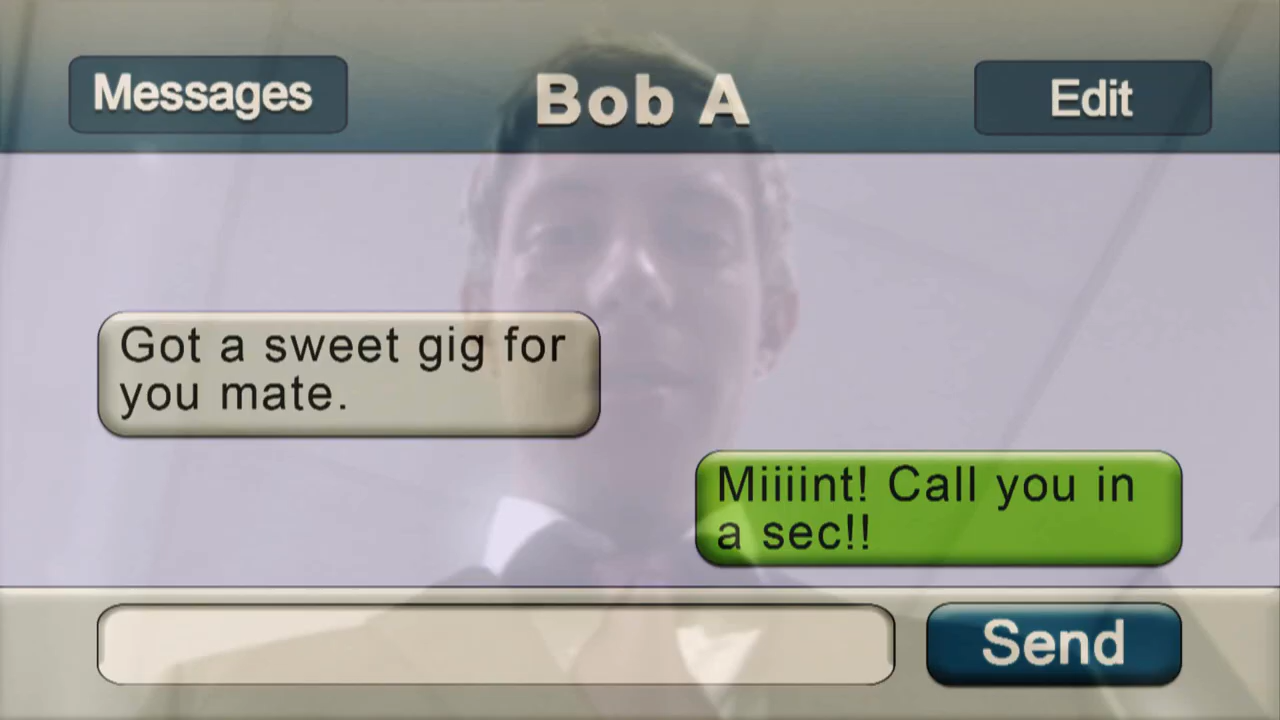 Messages
Bob A
Edit
Got a sweet gig for
you mate.
Miiiint! Call you in
a sec!!
Send